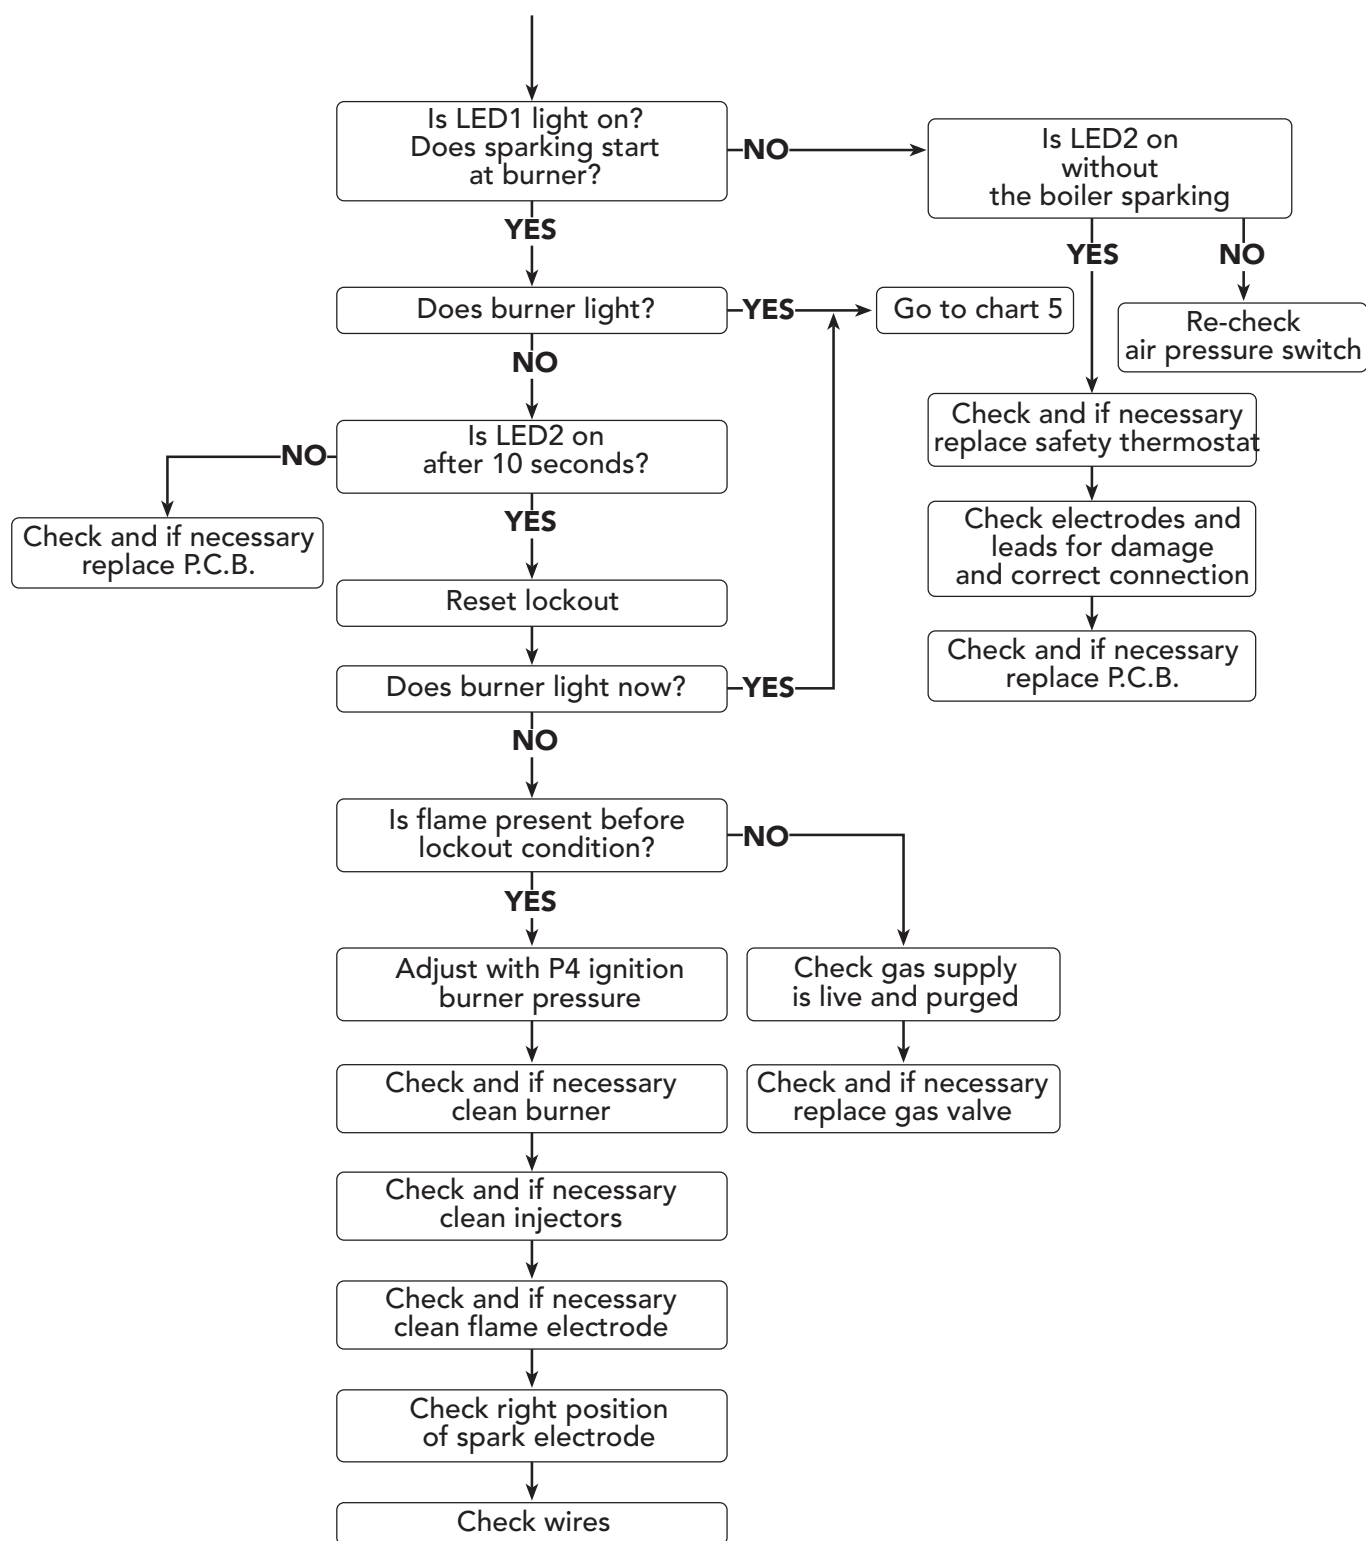 Is LED1 light on?
Does sparking start
at burner?
NO
Is LED2 on
without
the boiler sparking
YES
YES
NO
Does burner light?
YES
Go to chart 5
Re-check
air pressure switch
NO
Check and if necessary
replace safety thermostat
Is LED2 on
after 10 seconds?
NO
Check and if necessary
replace P.C.B.
YES
Check electrodes and
leads for damage
and correct connection
Reset lockout
Check and if necessary
replace P.C.B.
Does burner light now?
YES
NO
Is flame present before
lockout condition?
NO
YES
Adjust with P4 ignition
burner pressure
Check gas supply
is live and purged
Check and if necessary
clean burner
Check and if necessary
replace gas valve
Check and if necessary
clean injectors
Check and if necessary
clean flame electrode
Check right position
of spark electrode
Check wires